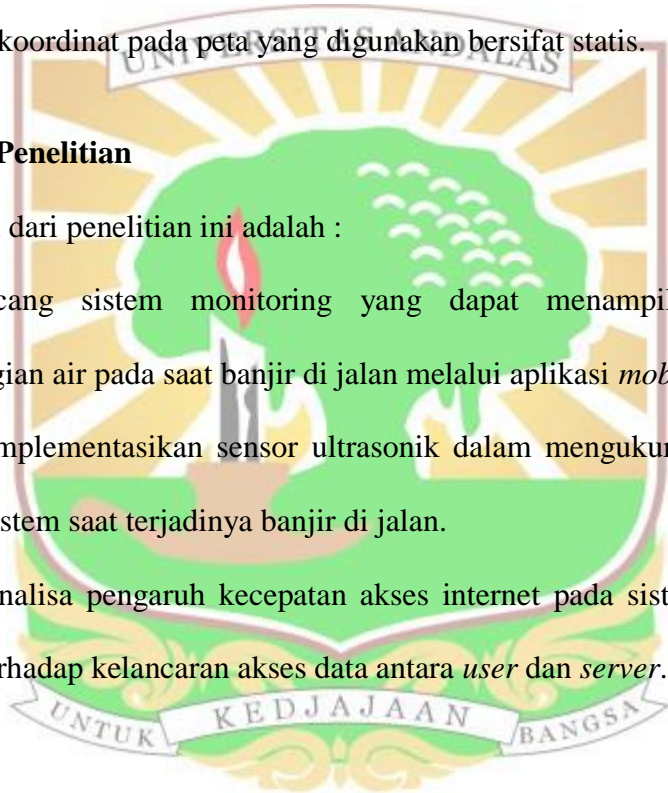 koordinat pada peta yang digunakan bersifat statis.
UNIVERSITAS ANDALAS
Penelitian
dari penelitian ini adalah :
cang sistem monitoring yang dapat menampil
gian air pada saat banjir di jalan melalui aplikasi mob
mplementasikan sensor ultrasonik dalam mengukur
stem saat terjadinya banjir di jalan.
nalisa pengaruh kecepatan akses internet pada sist
rhadap kelancaran akses data antara user dan server.
UNTUK KEDJAJAAN BANGSA